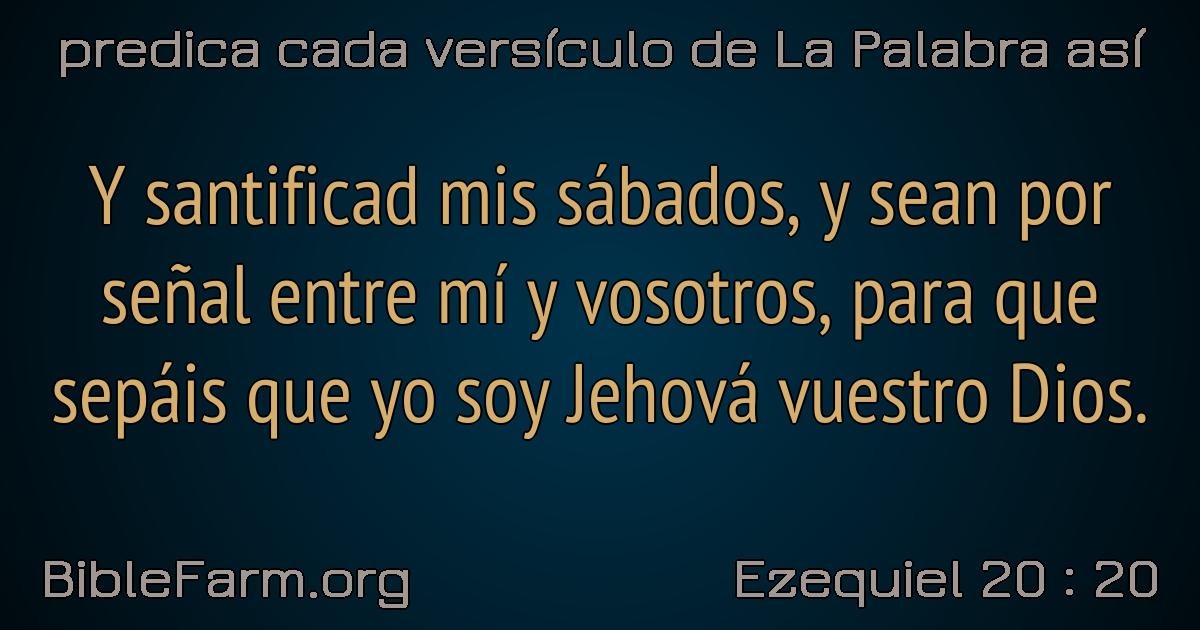 predica cada versículo de La Palabra así
Y santificad mis sábados, y sean por
señal entre mí y vosotros, para que
sepáis que yo soy Jehová vuestro Dios.
BibleFarm.org
Ezequiel 20 : 20